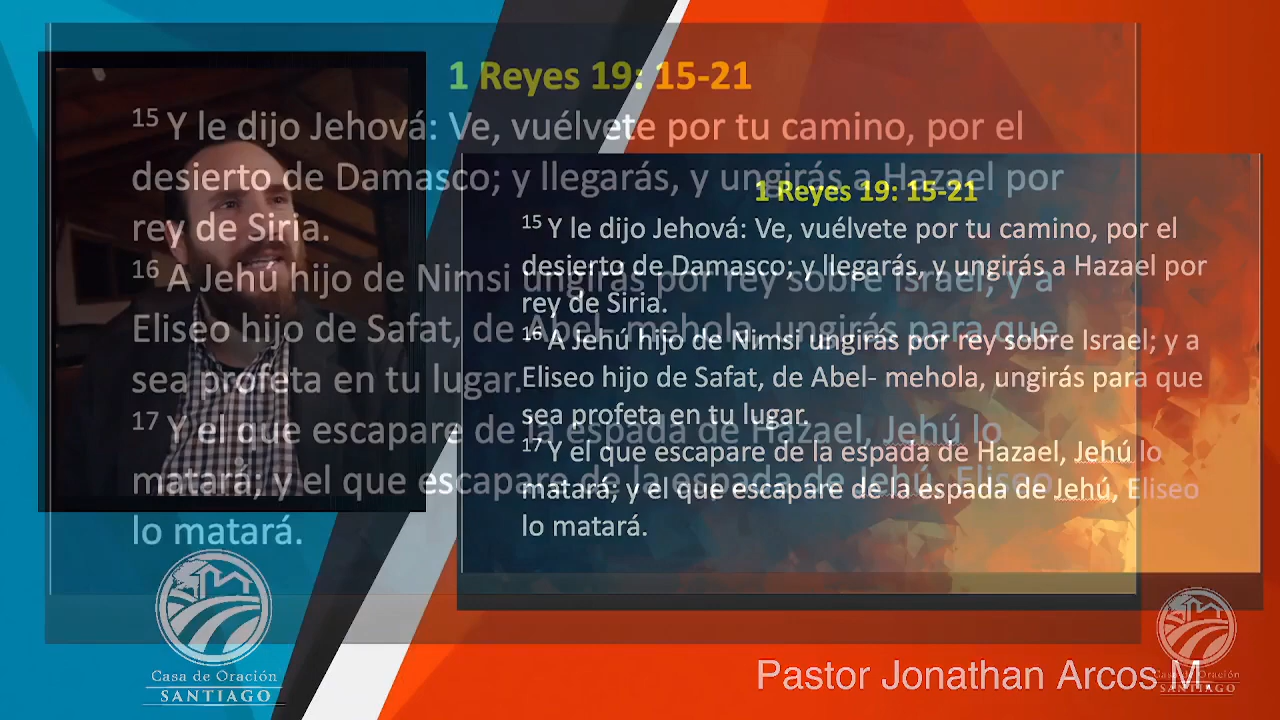 1 Reyes 19: 15-21
15 Y le dijo Jehová: Ve, vuélvete por tu camino, por el
desierto de Damasco; y llegarás, y ungirás a Hazael por
rey de Siria.
16 A Jehú hijo de Nimsi ungirás por rey sobre Israel; y a
Eliseo hijo de Safat, de Abel- mehola, ungirás para que
sea profeta en tu lugar.
17 Y el que escapare de la espada de Hazael, Jehú lo
matará; y el que escapare de la espada de Jehú, Eliseo
lo matará.
1 Reyes 19: 15-21
15 Y le dijo Jehová: Ve, vuélvete por tu camino, por el
desierto de Damasco; y llegarás, y ungirás a Hazael por
rey de Siria.
16 A Jehú hijo de Nimsi ungirás por rey sobre Israel; y a
Eliseo hijo de Safat, de Abel- mehola, ungirás para que
sea profeta en tu lugar.
17 Y el que escapare de la espada de Hazael, Jehú lo
matará; y el que escapare de la espada de Jehú, Eliseo
lo matará.
Casa de Oración
SANTIAGO
Pastor Jonathan Arcos M.
Casa de Oración
SANTIAGO